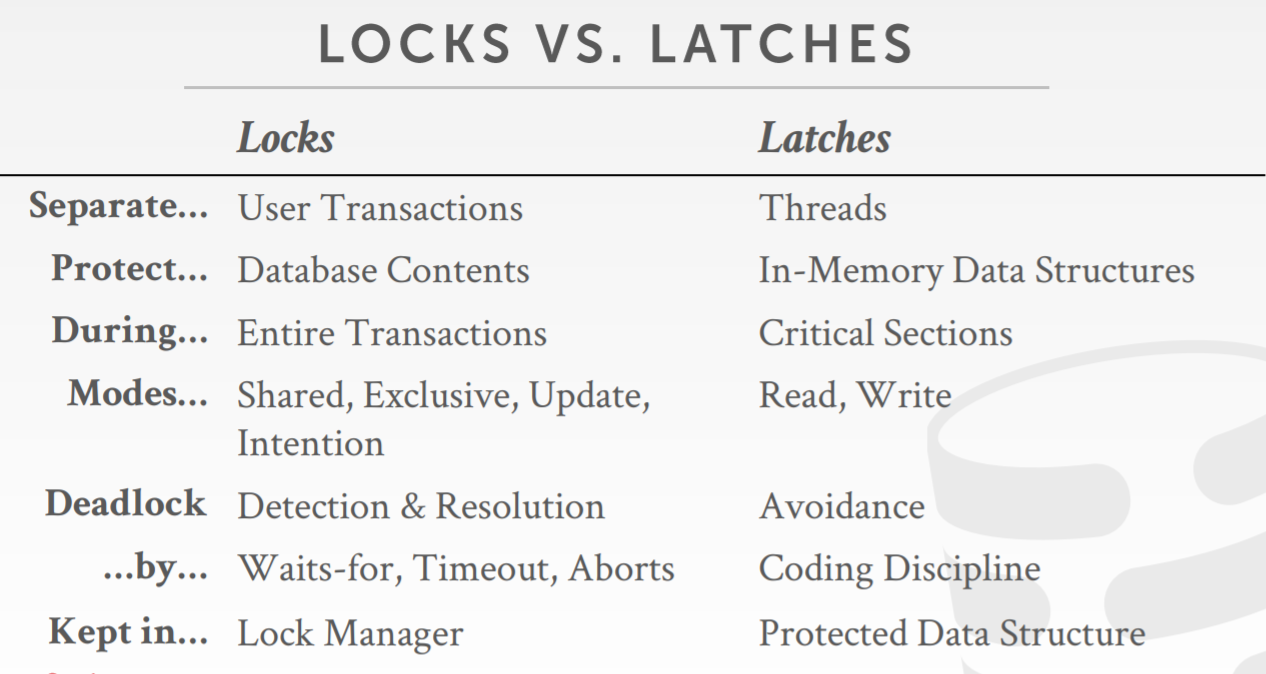 LOCKS VS. LATCHES
Locks Latches
Separate... User Transactions Threads
Protect... Database Contents In-Memory Data Structures
During... Entire Transactions Critical Sections
Modes... Shared, Exclusive, Update, Read, Write
Intention
Deadlock Detection & Resolution Avoidance
...by... Waits-for, Timeout, Aborts Coding Discipline
Kept in... Lock Manager Protected Data Structure